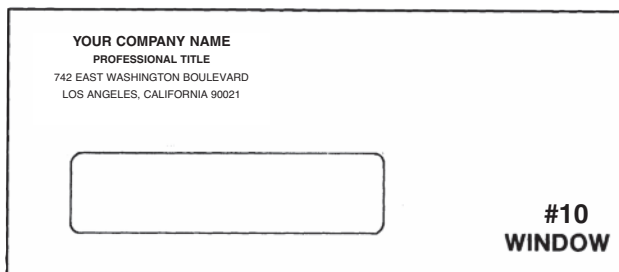 YOUR COMPANY NAME
PROFESSIONAL TITLE
742 EAST WASHINGTON BOULEVARD
LOS ANGELES, CALIFORNIA 90021
#10
WINDOW